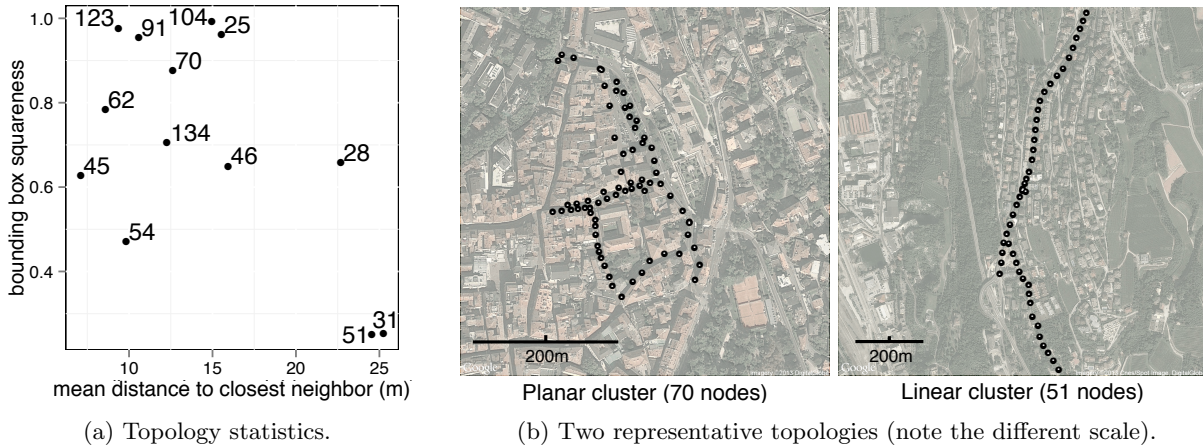 bounding box squareness
1.0
0.8
0.6
0.4
123
91
104
25
70
62
134
45
46
28
54
51
31
10
15
20
25
mean distance to closest neighbor (m)
(a) Topology statistics.
200m
Google
Planar cluster (70 nodes)
200m
Google
Linear cluster (51 nodes)
(b) Two representative topologies (note the different scale).